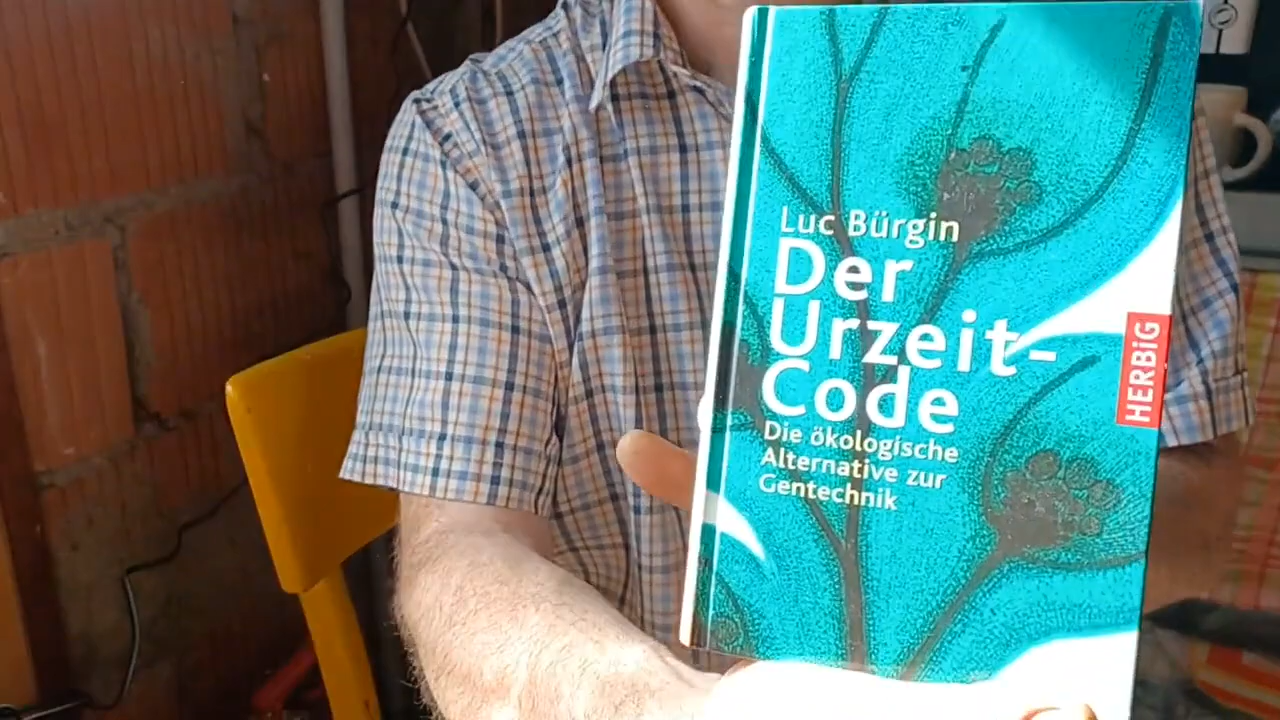 Luc Bürgin
Der
Urzeit-
Code
Die ökologische
Alternative zur
Gentechnik
HERBiG